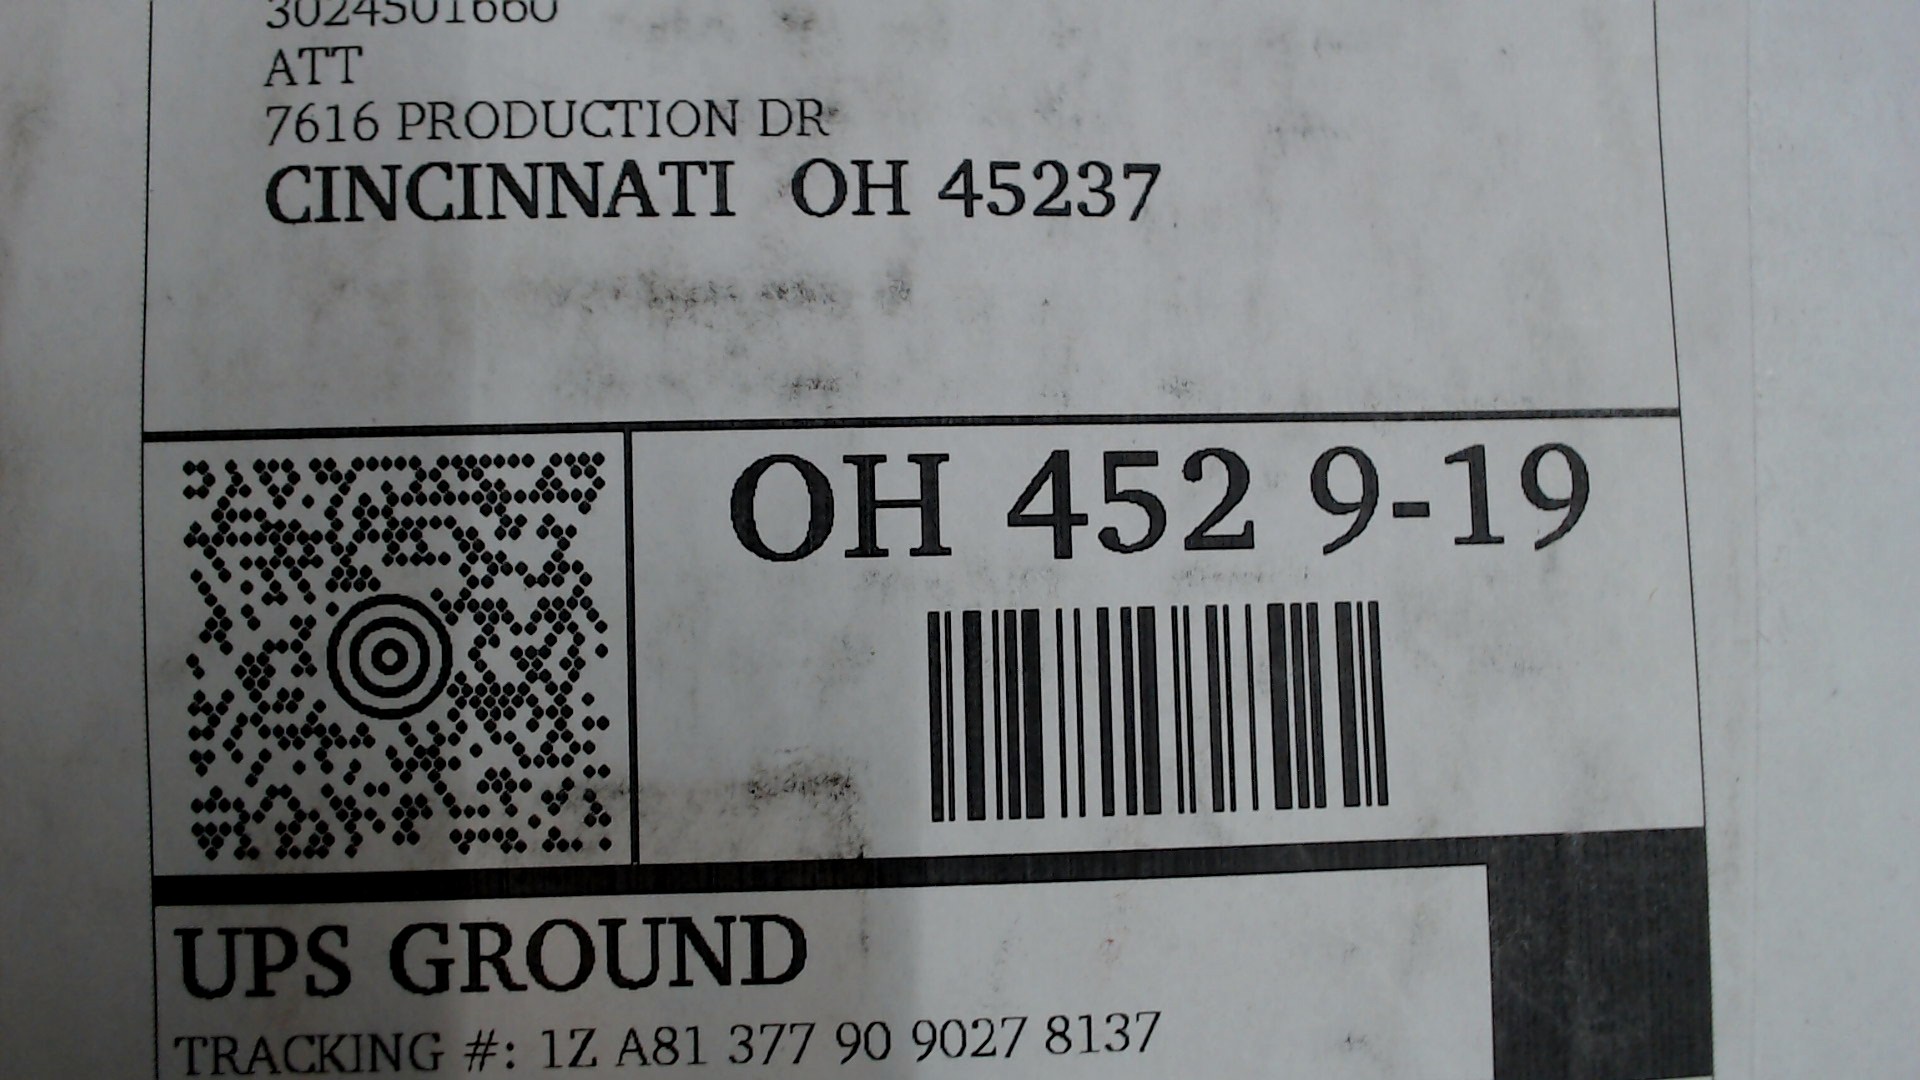 3024501660
ATT
7616 PRODUCTION DR
CINCINNATI OH 45237
OH 452 9-19
UPS GROUND
TRACKING #: 1Z A81 377 90 9027 8137